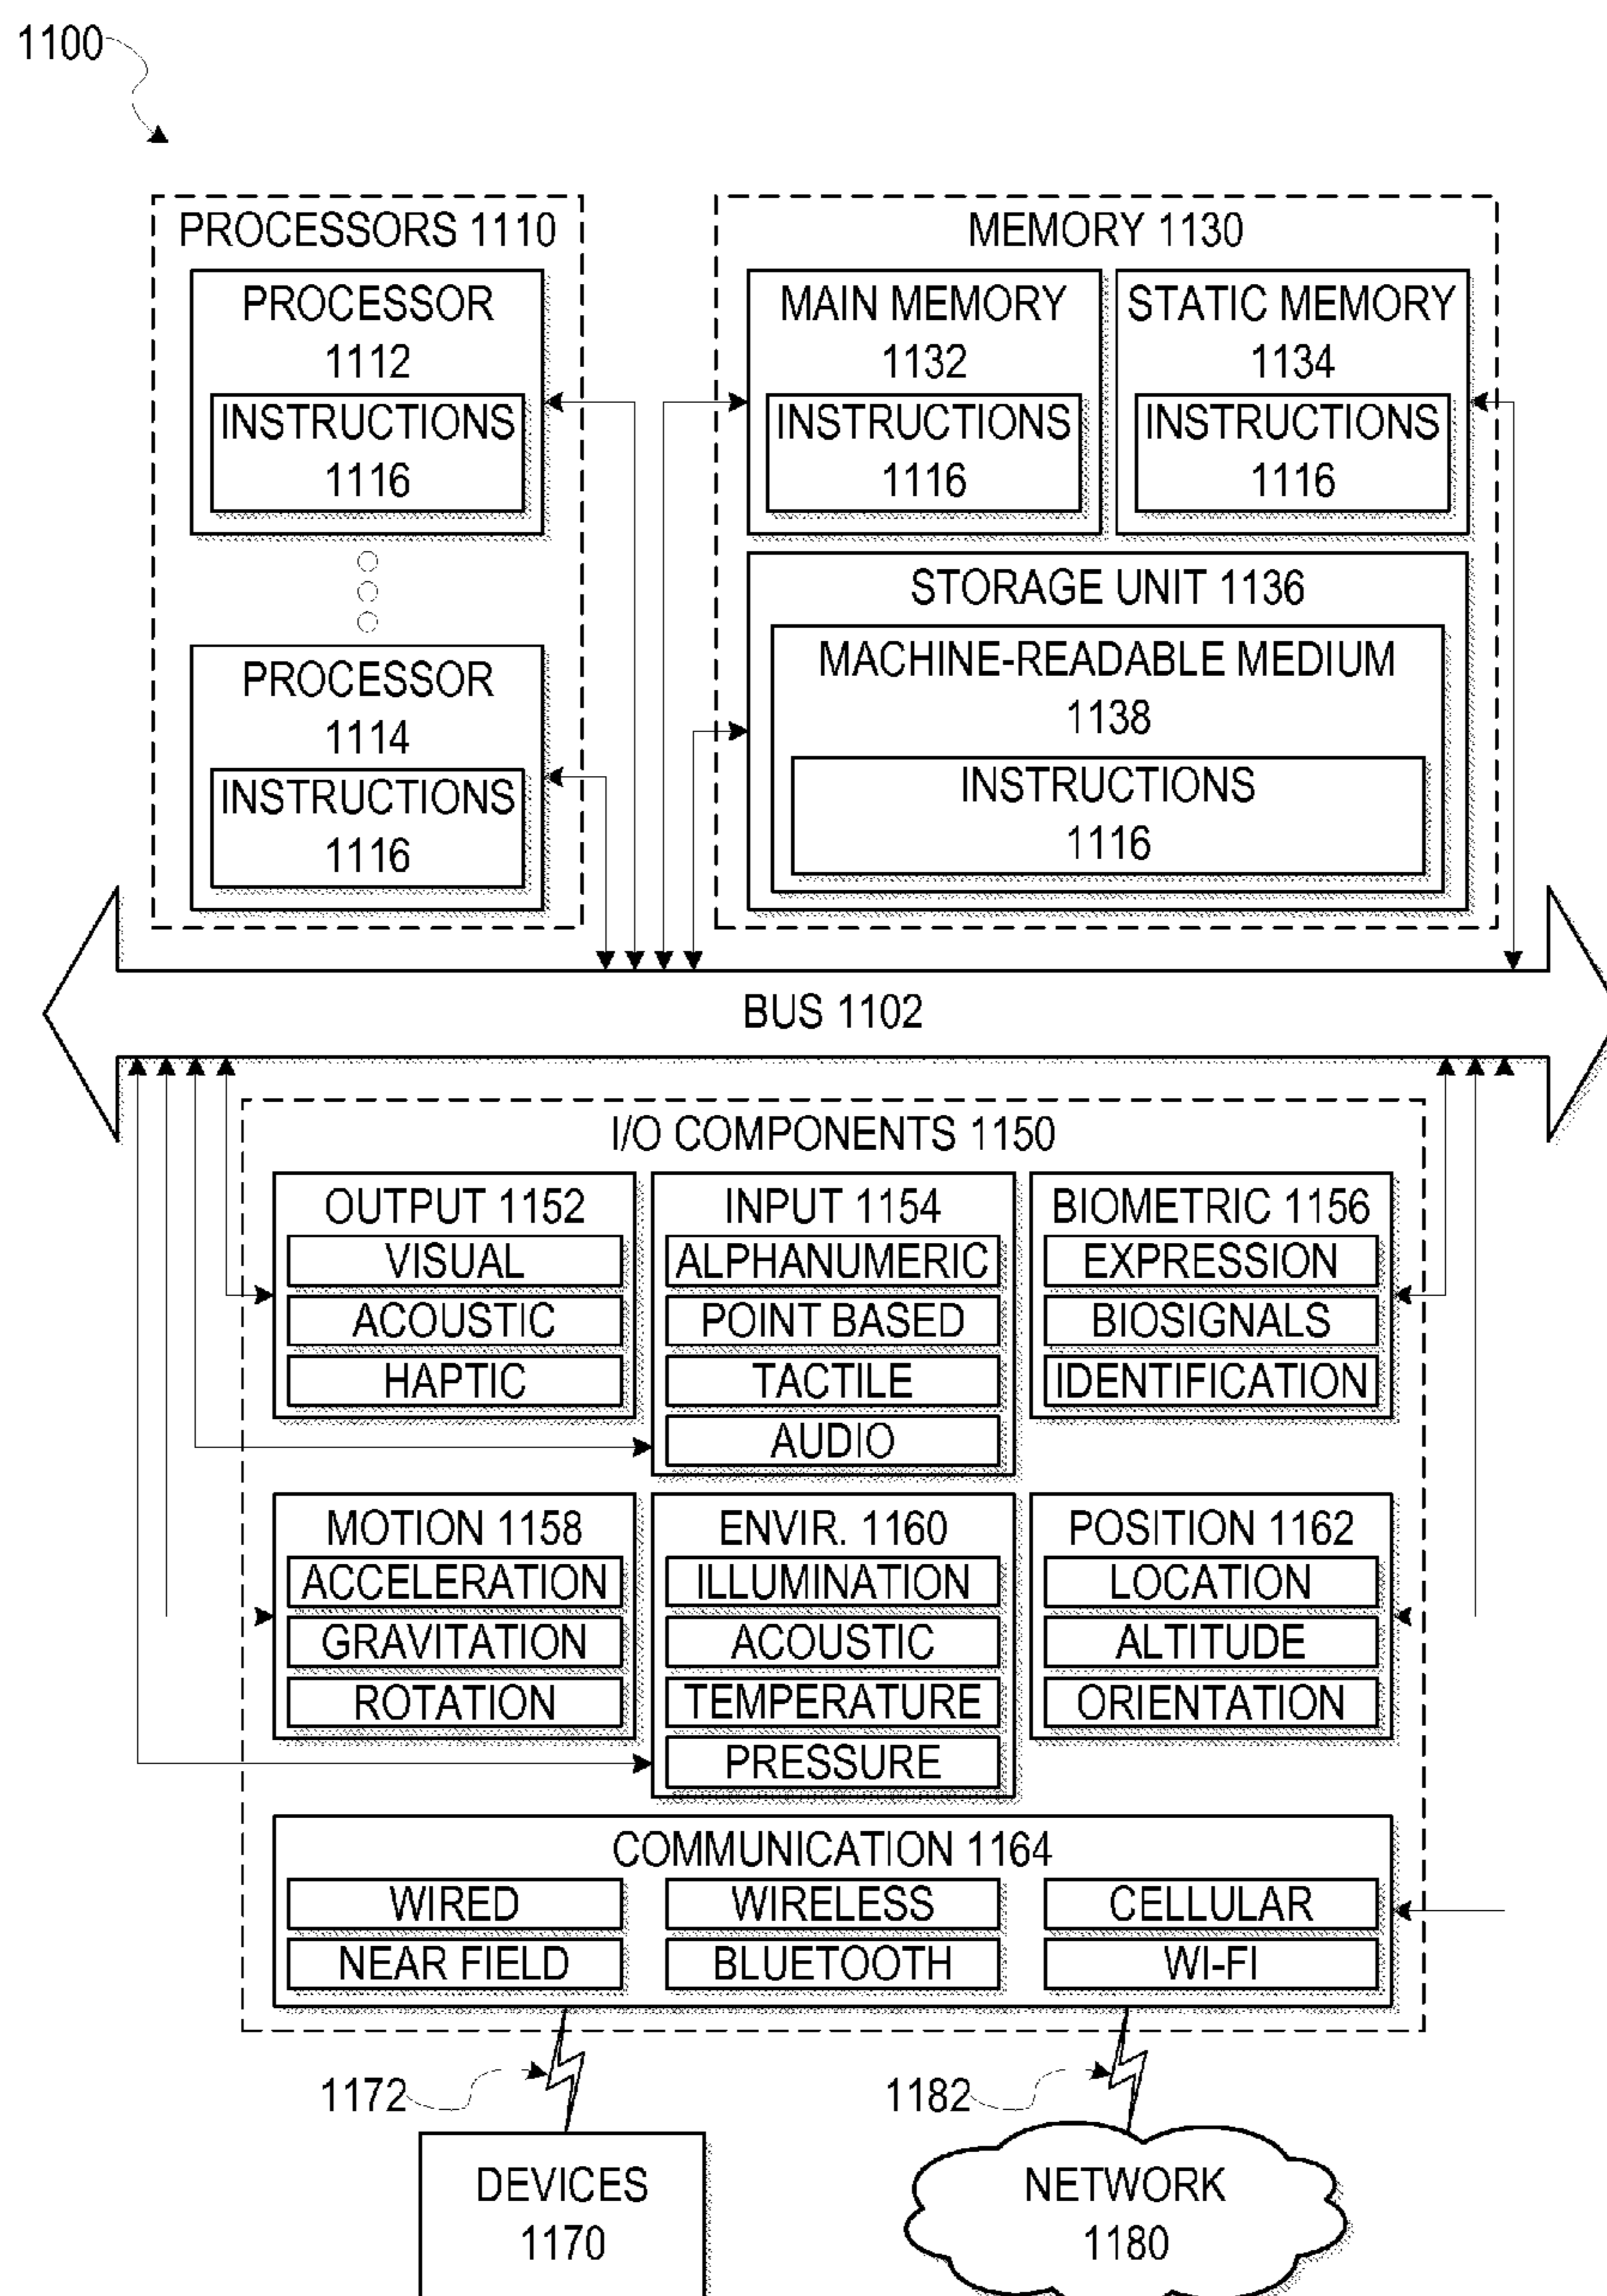 1100
PROCESSORS 1110
PROCESSOR
1112
INSTRUCTIONS
1116
PROCESSOR
1114
INSTRUCTIONS
1116
MEMORY 1130
MAIN MEMORY
1132
INSTRUCTIONS
1116
STATIC MEMORY
1134
INSTRUCTIONS
1116
STORAGE UNIT 1136
MACHINE-READABLE MEDIUM
1138
INSTRUCTIONS
1116
BUS 1102
I/O COMPONENTS 1150
OUTPUT 1152
VISUAL
ACOUSTIC
HAPTIC
INPUT 1154
ALPHANUMERIC
POINT BASED
TACTILE
AUDIO
BIOMETRIC 1156
EXPRESSION
BIOSIGNALS
IDENTIFICATION
MOTION 1158
ACCELERATION
GRAVITATION
ROTATION
ENVIR. 1160
ILLUMINATION
ACOUSTIC
TEMPERATURE
PRESSURE
POSITION 1162
LOCATION
ALTITUDE
ORIENTATION
COMMUNICATION 1164
WIRED
WIRELESS
CELLULAR
NEAR FIELD
BLUETOOTH
WI-FI
1172
1182
DEVICES
1170
NETWORK
1180